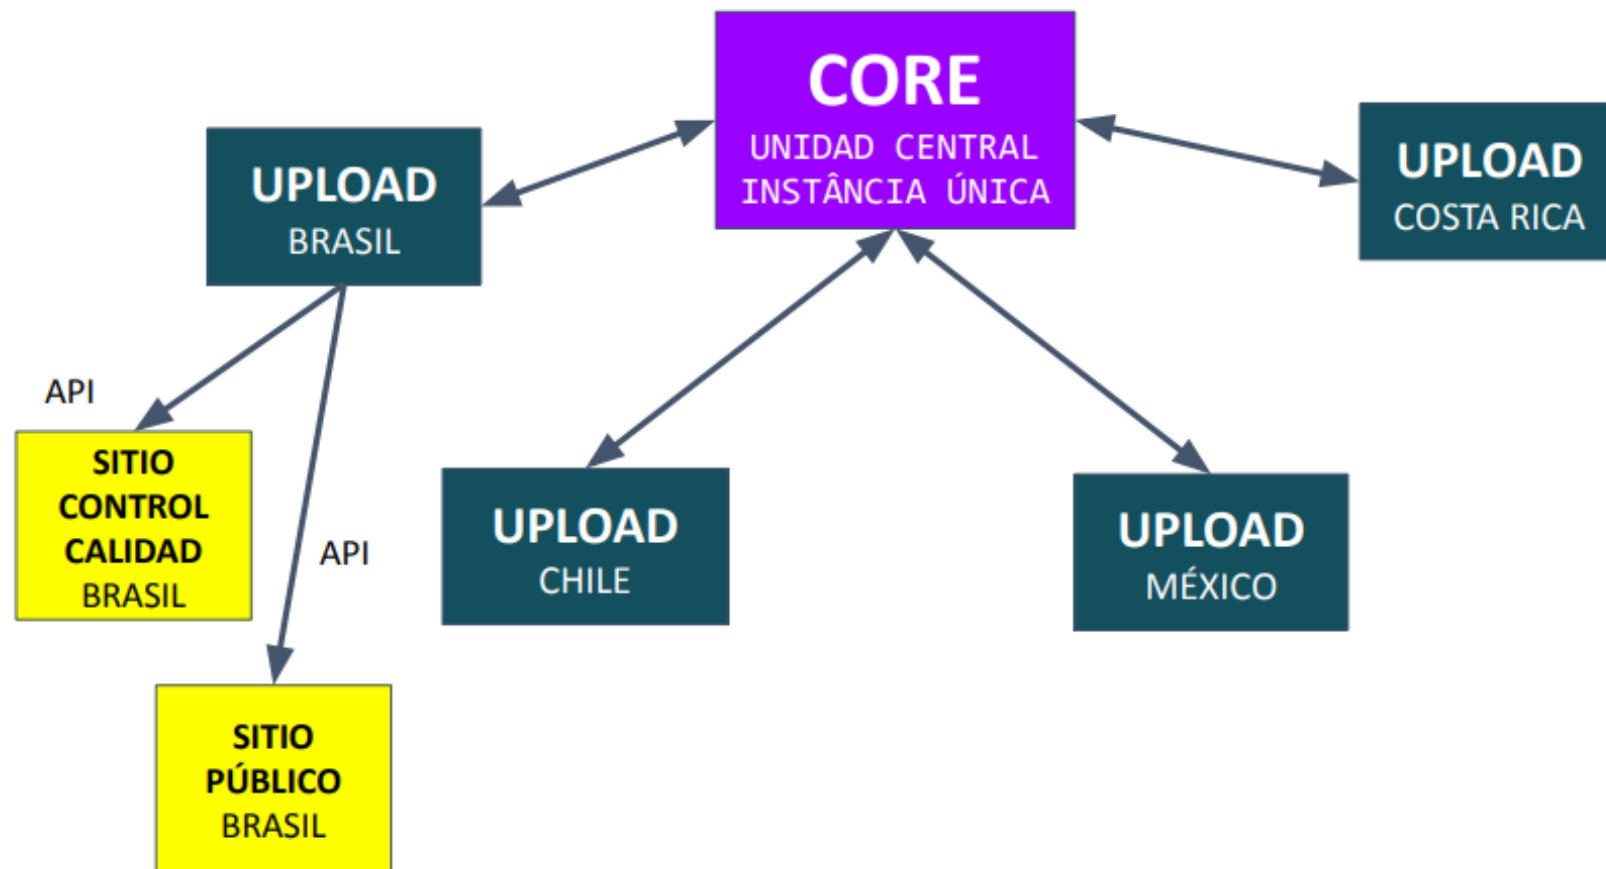 CORE
UNIDAD CENTRAL
INSTÂNCIA ÚNICA
UPLOAD
BRASIL
UPLOAD
COSTA RICA
API
SITIO
CONTROL
CALIDAD
BRASIL
API
UPLOAD
CHILE
UPLOAD
MÉXICO
SITIO
PÚBLICO
BRASIL